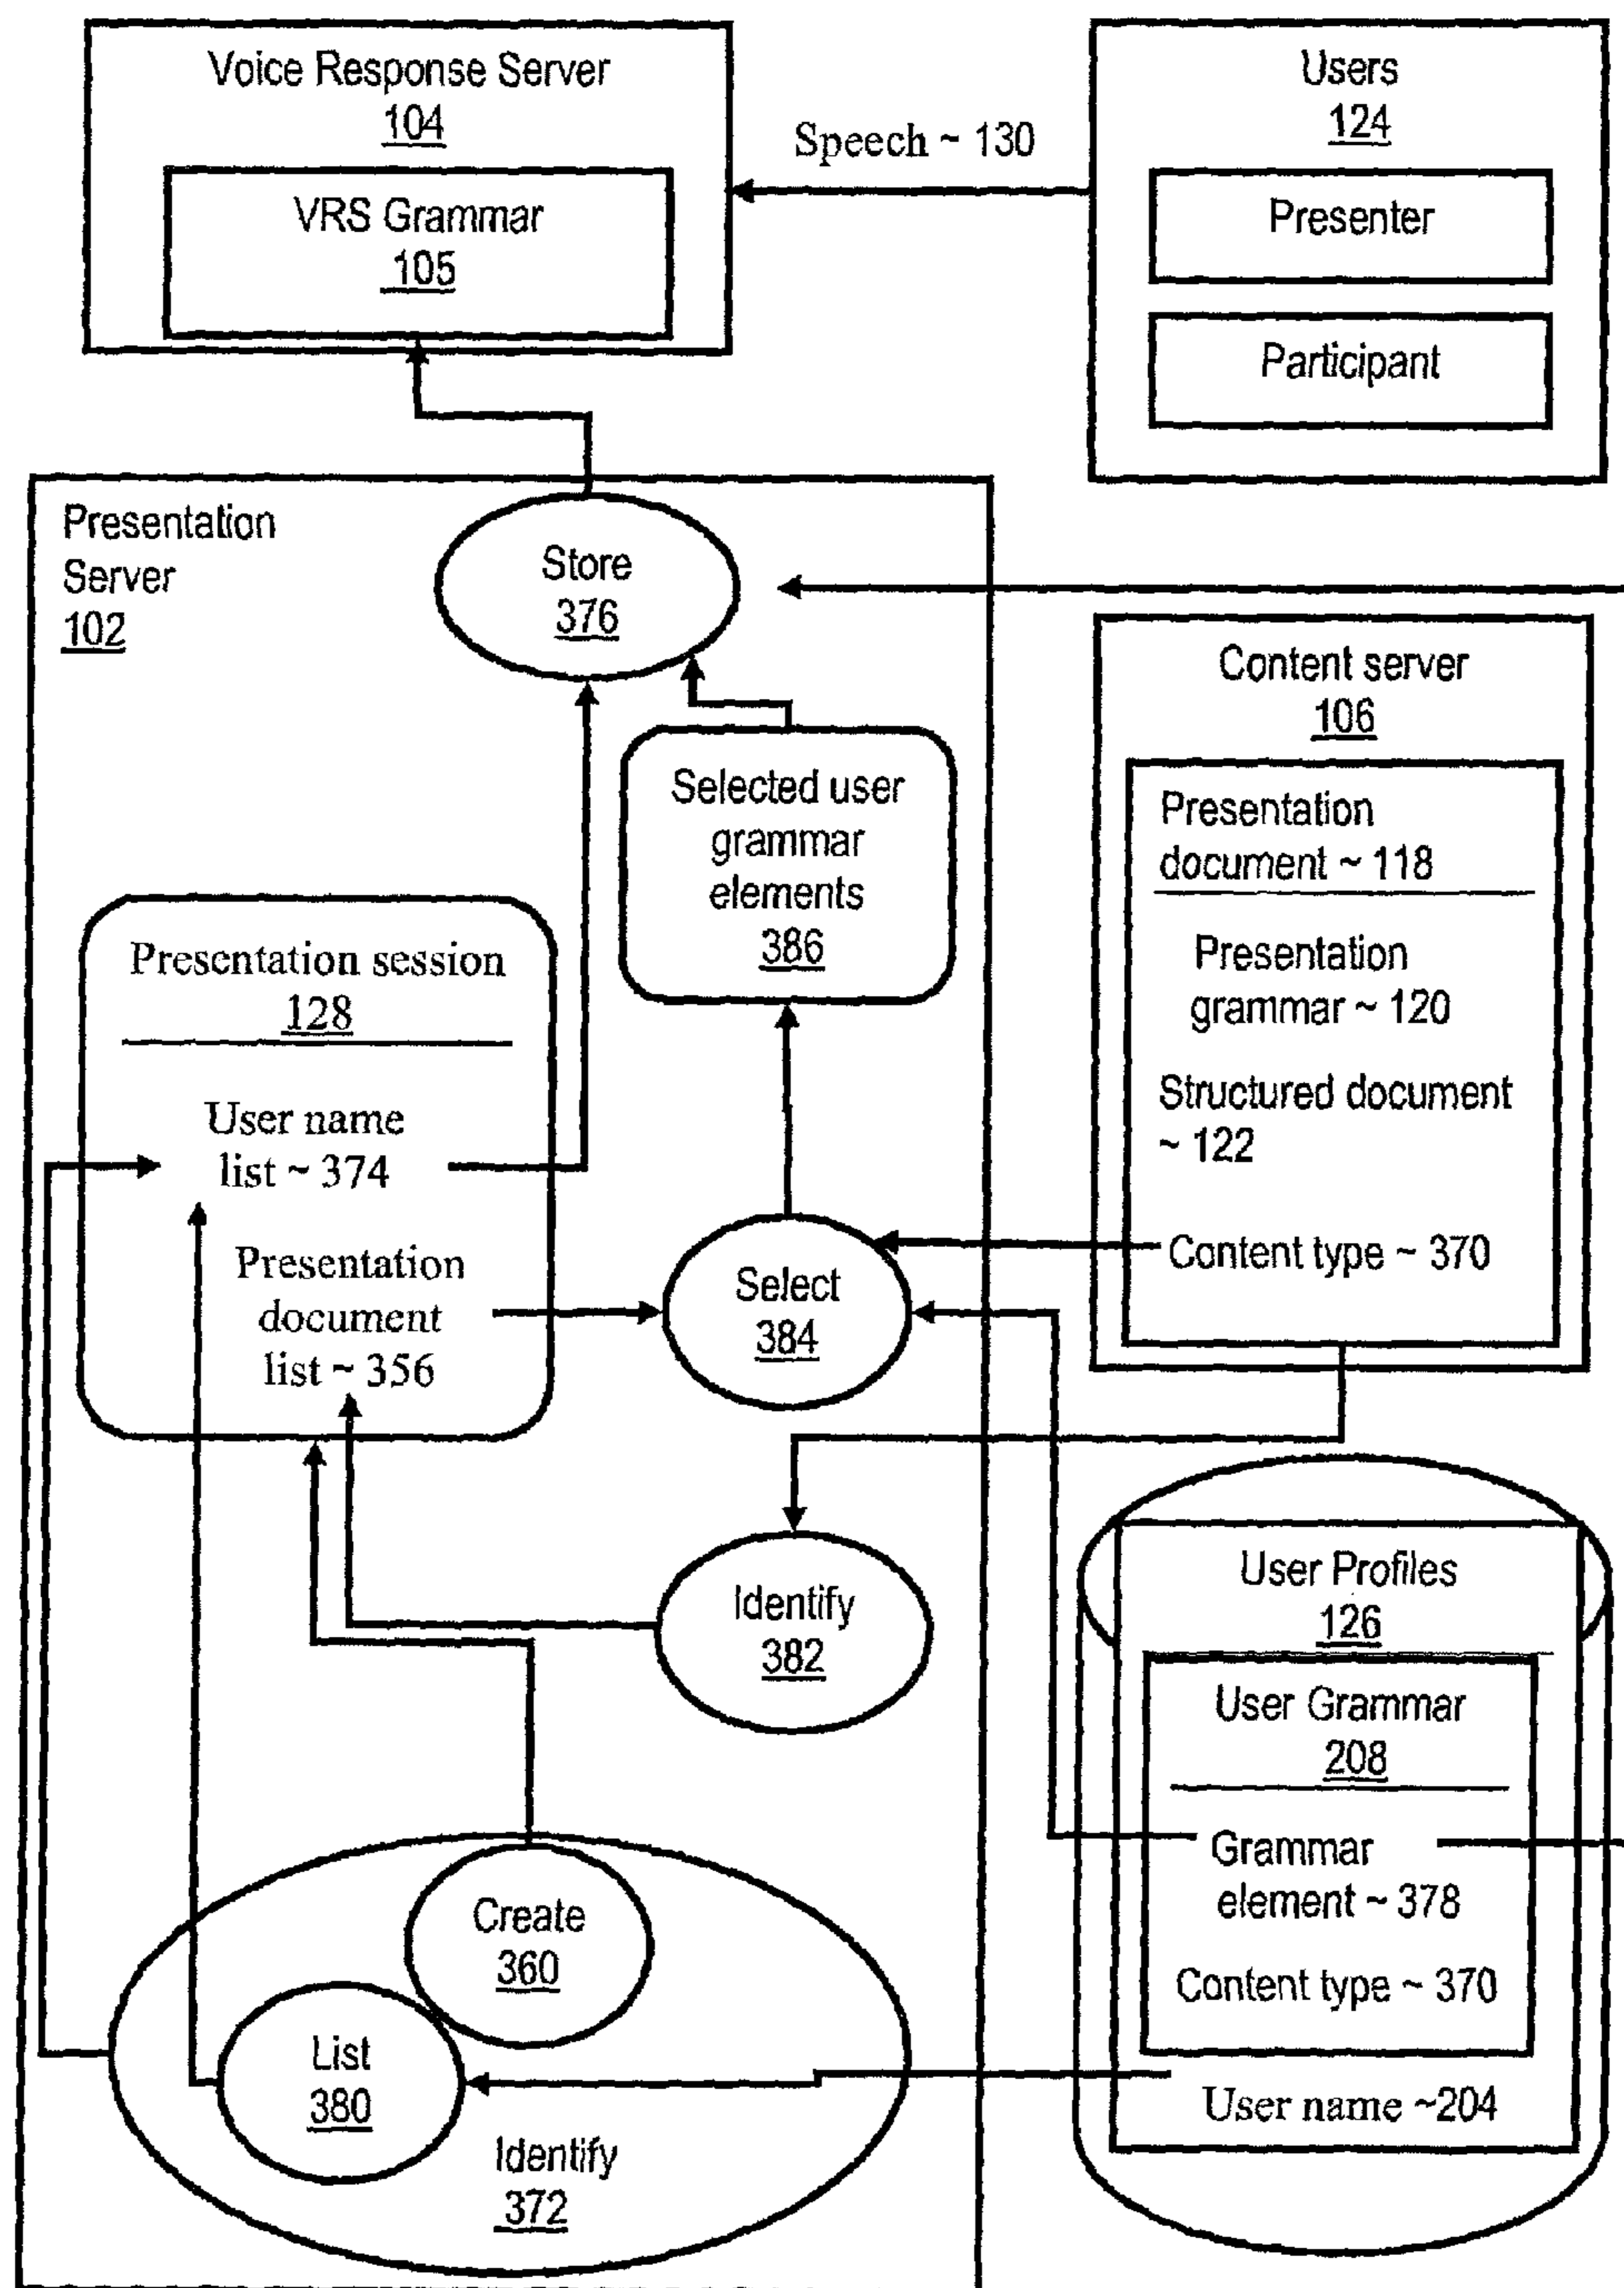 Voice Response Server
104
VRS Grammar
105
Speech ~ 130
Users
124
Presenter
Participant
Presentation
Server
102
Store
376
Selected user
grammar
elements
386
Content server
106
Presentation
document ~ 118
Presentation
grammar ~ 120
Structured document
~ 122
Content type ~ 370
Presentation session
128
User name
list ~ 374
Presentation
document
list ~ 356
Select
384
Identify
382
User Profiles
126
User Grammar
208
Grammar
element ~ 378
Content type ~ 370
User name ~204
Create
360
List
380
Identify
372